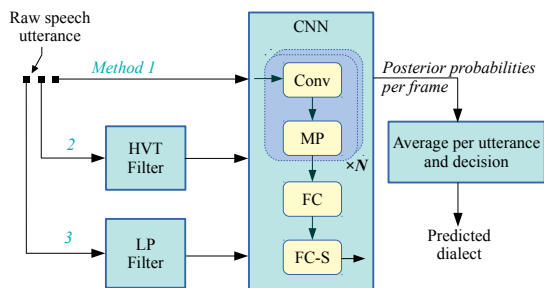 Raw speech
utterance
Method 1
2
HVT
Filter
3
LP
Filter
CNN
Conv
MP
×N
FC
FC-S
Posterior probabilities
per frame
Average per utterance
and decision
Predicted
dialect